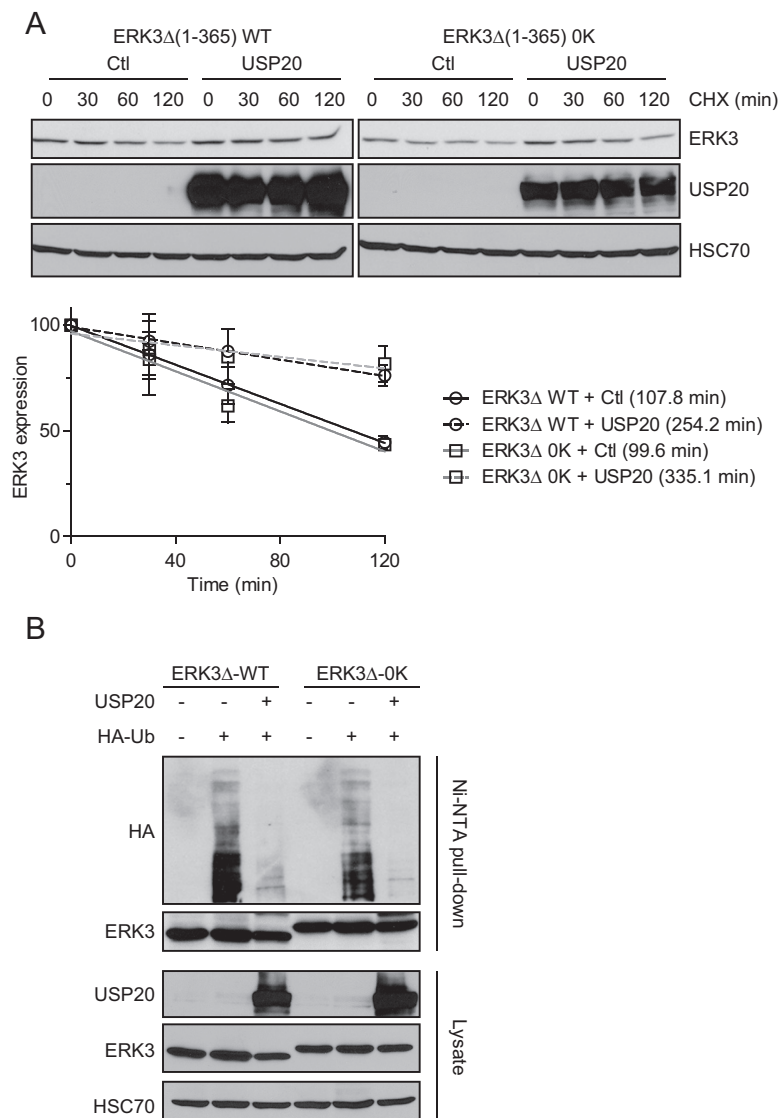 A
ERK3Δ(1-365) WT ERK3Δ(1-365) 0K
Ctl USP20 Ctl USP20
0 30 60 120 0 30 60 120 0 30 60 120 0 30 60 120 CHX (min)
ERK3
USP20
HSC70
100
50
0
ERK3 expression
0 40 80 120
Time (min)
ERK3Δ WT + Ctl (107.8 min)
ERK3Δ WT + USP20 (254.2 min)
ERK3Δ 0K + Ctl (99.6 min)
ERK3Δ 0K + USP20 (335.1 min)
B
ERK3Δ-WT ERK3Δ-0K
USP20 - - + - - +
HA-Ub - + + - + +
HA
ERK3
Ni-NTA pull-down
USP20
ERK3
HSC70
Lysate